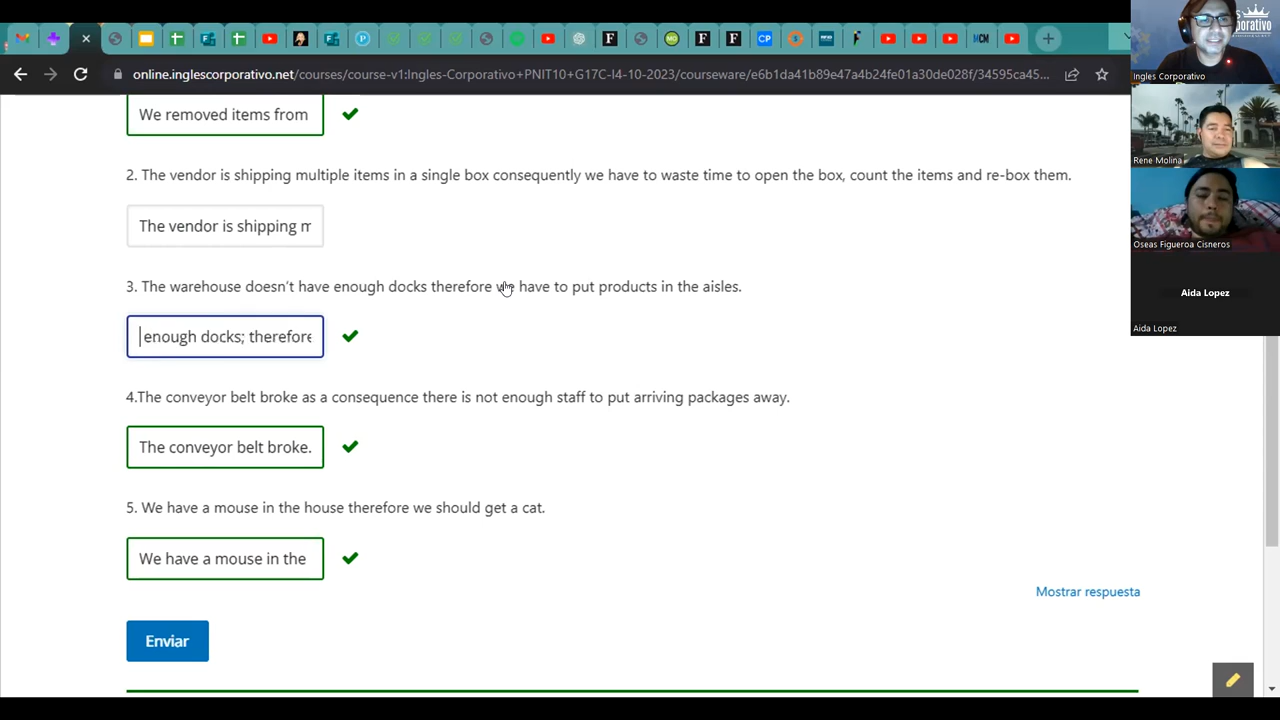 online.inglescorporativo.net/courses/course-v1:Ingles-Corporativo+PNIT10+G17C-I4-10-2023/courseware/e6b1da41b89e47a4b24fe01a30de028f/34595ca45...
Corporativo
Ingles Corporativo
We removed items from
Rene Molina
2. The vendor is shipping multiple items in a single box consequently we have to waste time to open the box, count the items and re-box them.
The vendor is shipping m
Oseas Figueroa Cisneros
3. The warehouse doesn't have enough docks therefore we have to put products in the aisles.
Aida Lopez
Aida Lopez
enough docks; therefore
4.The conveyor belt broke as a consequence there is not enough staff to put arriving packages away.
The conveyor belt broke.
5. We have a mouse in the house therefore we should get a cat.
We have a mouse in the
Mostrar respuesta
Enviar